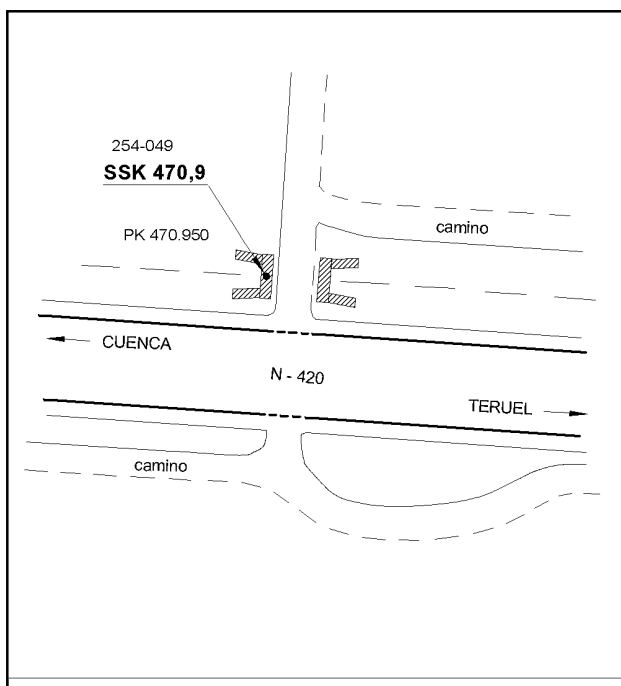 254-049
SSK 470,9
PK 470.950
camino
CUENCA
N - 420
TERUEL
camino